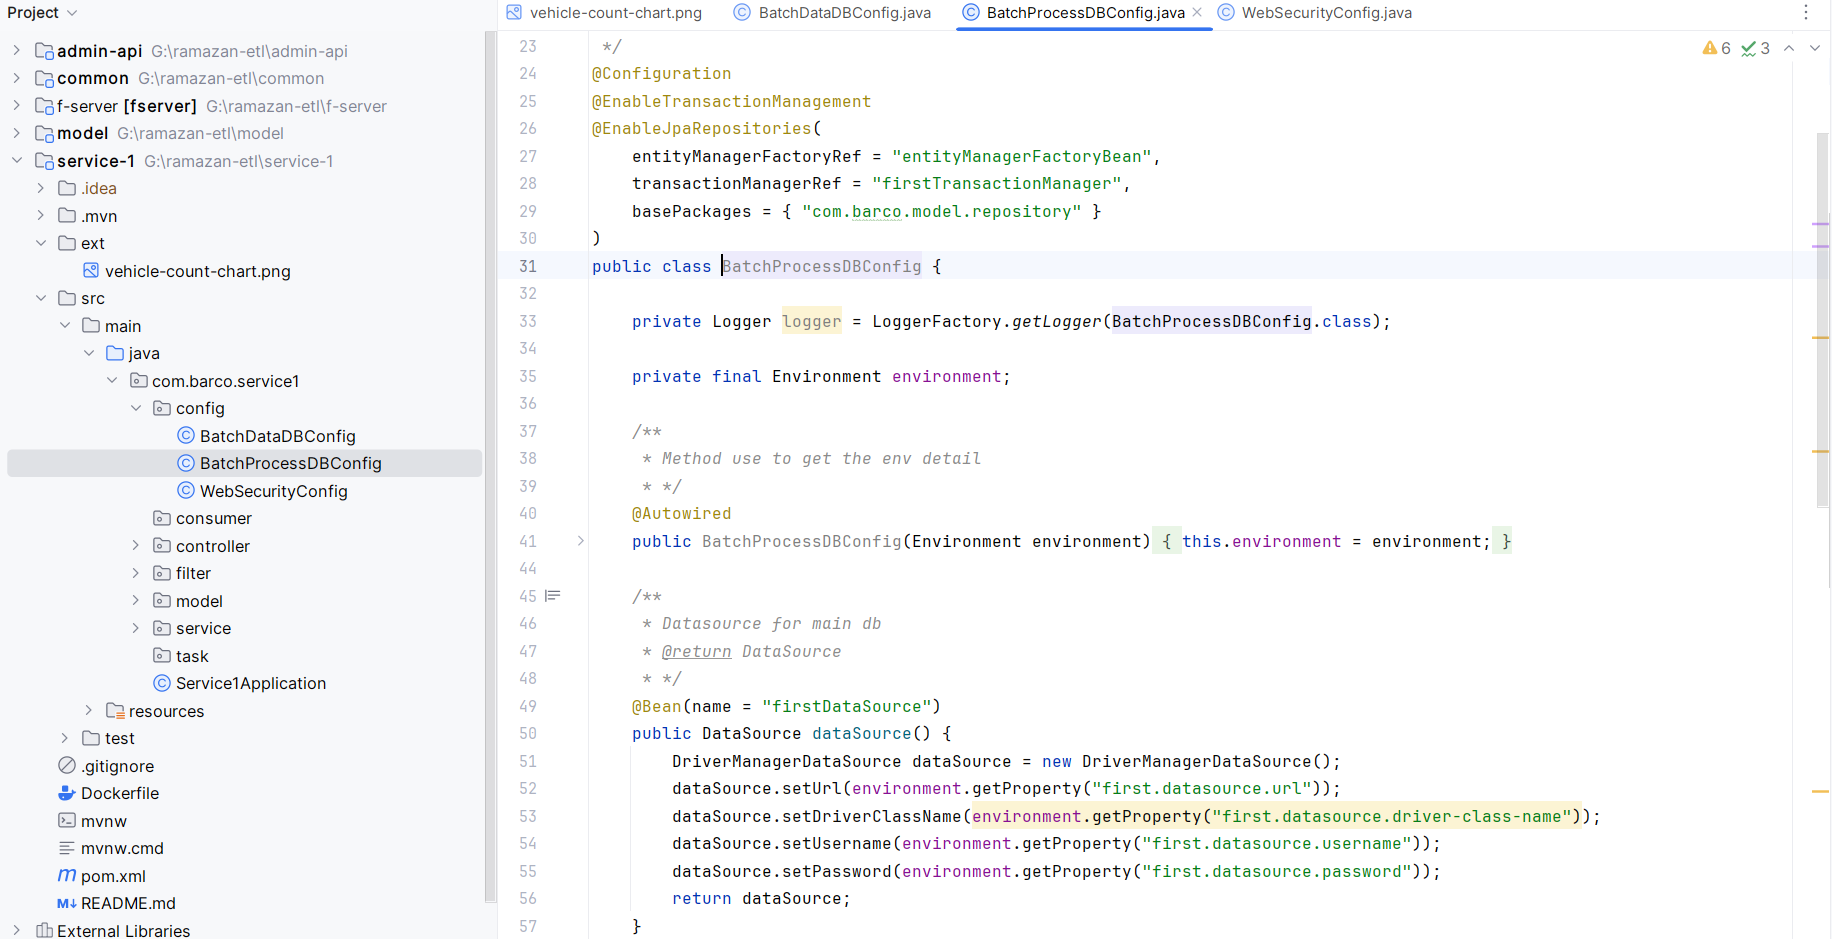 Project
admin-api G:\ramazan-etl\admin-api
common G:\ramazan-etl\common
f-server [fserver] G:\ramazan-etl\f-server
model G:\ramazan-etl\model
service-1 G:\ramazan-etl\service-1
.idea
.mvn
ext
vehicle-count-chart.png
src
main
java
com.barco.service1
config
BatchDataDBConfig
BatchProcessDBConfig
WebSecurityConfig
consumer
controller
filter
model
service
task
Service1Application
resources
test
.gitignore
Dockerfile
mvnw
mvnw.cmd
pom.xml
README.md
External Libraries
vehicle-count-chart.png BatchDataDBConfig.java BatchProcessDBConfig.java WebSecurityConfig.java
6 3
23 */
24 @Configuration
25 @EnableTransactionManagement
26 @EnableJpaRepositories(
27 entityManagerFactoryRef = "entityManagerFactoryBean",
28 transactionManagerRef = "firstTransactionManager",
29 basePackages = { "com.barco.model.repository" }
30 )
31 public class BatchProcessDBConfig {
32
33 private Logger logger = LoggerFactory.getLogger(BatchProcessDBConfig.class);
34
35 private final Environment environment;
36
37 /**
38 * Method use to get the env detail
39 * */
40 @Autowired
41 public BatchProcessDBConfig(Environment environment) { this.environment = environment; }
44
45 /**
46 * Datasource for main db
47 * @return DataSource
48 * */
49 @Bean(name = "firstDataSource")
50 public DataSource dataSource() {
51 DriverManagerDataSource dataSource = new DriverManagerDataSource();
52 dataSource.setUrl(environment.getProperty("first.datasource.url"));
53 dataSource.setDriverClassName(environment.getProperty("first.datasource.driver-class-name"));
54 dataSource.setUsername(environment.getProperty("first.datasource.username"));
55 dataSource.setPassword(environment.getProperty("first.datasource.password"));
56 return dataSource;
57 }